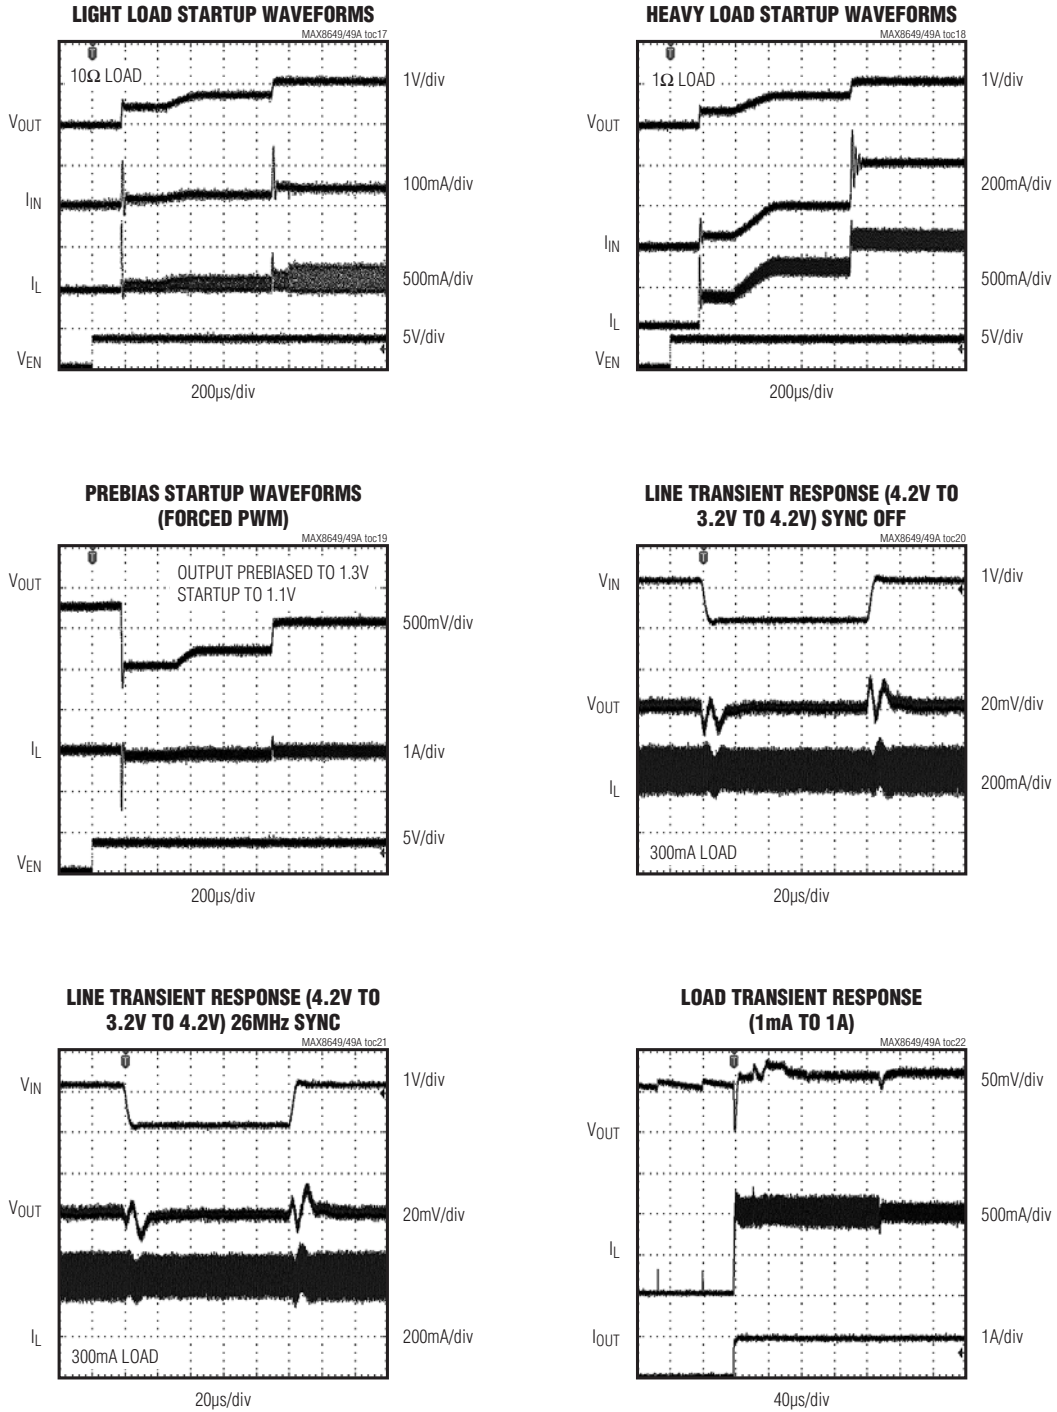 LIGHT LOAD STARTUP WAVEFORMS
MAX8649/49A toc17
10Ω LOAD
VOUT
1V/div
IIN
100mA/div
IL
500mA/div
VEN
5V/div
200µs/div
HEAVY LOAD STARTUP WAVEFORMS
MAX8649/49A toc18
1Ω LOAD
VOUT
1V/div
IIN
200mA/div
IL
500mA/div
VEN
5V/div
200µs/div
PREBIAS STARTUP WAVEFORMS
(FORCED PWM)
MAX8649/49A toc19
OUTPUT PREBIASED TO 1.3V
STARTUP TO 1.1V
VOUT
500mV/div
IL
1A/div
VEN
5V/div
200µs/div
LINE TRANSIENT RESPONSE (4.2V TO
3.2V TO 4.2V) SYNC OFF
MAX8649/49A toc20
VIN
1V/div
VOUT
20mV/div
IL
200mA/div
300mA LOAD
20µs/div
LINE TRANSIENT RESPONSE (4.2V TO
3.2V TO 4.2V) 26MHz SYNC
MAX8649/49A toc21
VIN
1V/div
VOUT
20mV/div
IL
200mA/div
300mA LOAD
20µs/div
LOAD TRANSIENT RESPONSE
(1mA TO 1A)
MAX8649/49A toc22
VOUT
50mV/div
IL
500mA/div
IOUT
1A/div
40µs/div